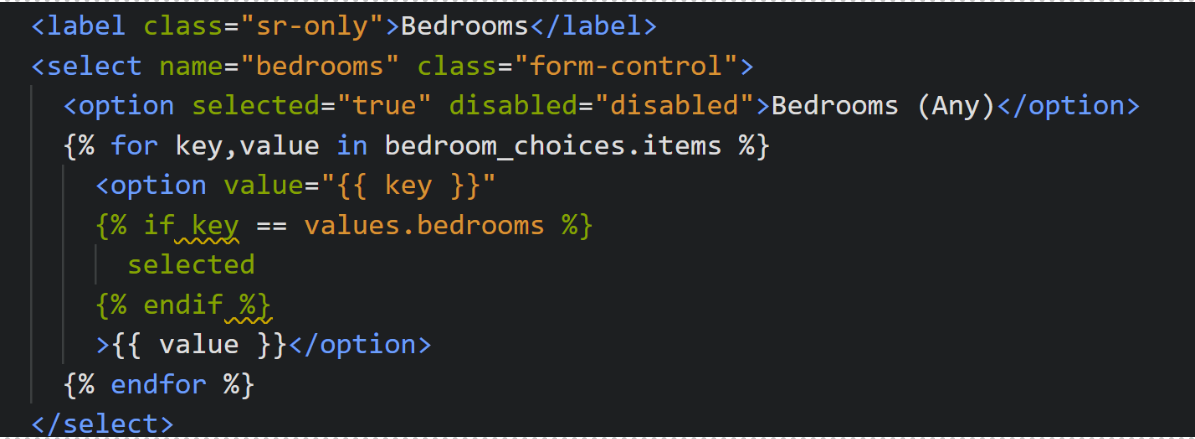 <label class="sr-only">Bedrooms</label>
<select name="bedrooms" class="form-control">
<option selected="true" disabled="disabled">Bedrooms (Any)</option>
{% for key,value in bedroom_choices.items %}
<option value="{{ key }}"
{% if key == values.bedrooms %}
selected
{% endif %}
>{{ value }}</option>
{% endfor %}
</select>